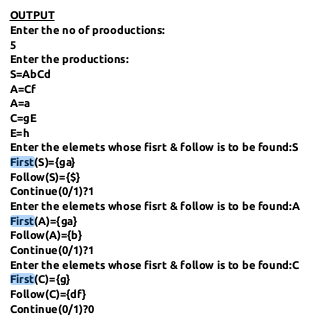 OUTPUT
Enter the no of prooductions:
5
Enter the productions:
S=AbCd
A=Cf
A=a
C=gE
E=h
Enter the elemets whose fisrt & follow is to be found:S
First(S)={ga}
Follow(S)={$}
Continue(0/1)?1
Enter the elemets whose fisrt & follow is to be found:A
First(A)={ga}
Follow(A)={b}
Continue(0/1)?1
Enter the elemets whose fisrt & follow is to be found:C
First(C)={g}
Follow(C)={df}
Continue(0/1)?0